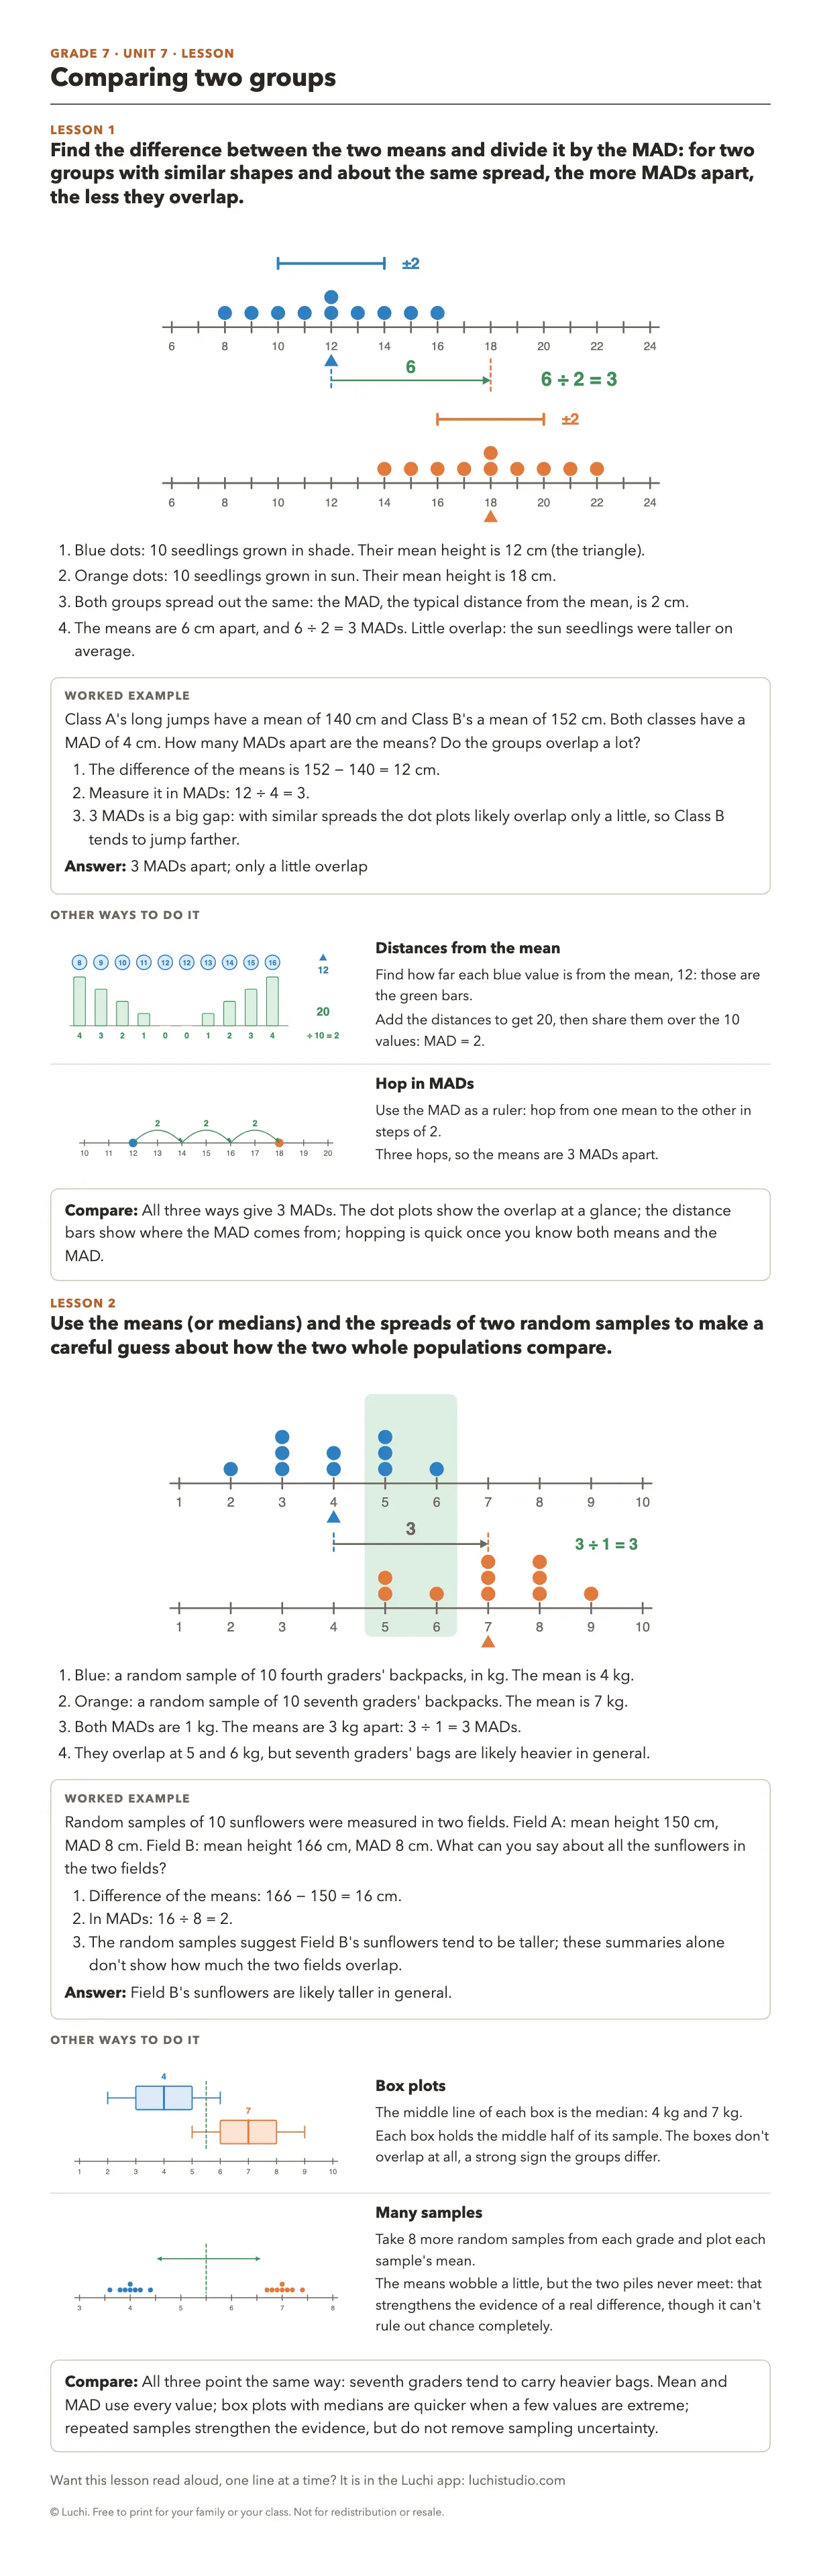 GRADE 7 · UNIT 7 · LESSON
Comparing two groups
LESSON 1
Find the difference between the two means and divide it by the MAD: for two
groups with similar shapes and about the same spread, the more MADs apart,
the less they overlap.
±2
6 8 10 12 14 16 18 20 22 24
6
6 ÷ 2 = 3
±2
6 8 10 12 14 16 18 20 22 24
1. Blue dots: 10 seedlings grown in shade. Their mean height is 12 cm (the triangle).
2. Orange dots: 10 seedlings grown in sun. Their mean height is 18 cm.
3. Both groups spread out the same: the MAD, the typical distance from the mean, is 2 cm.
4. The means are 6 cm apart, and 6 ÷ 2 = 3 MADs. Little overlap: the sun seedlings were taller on
average.
WORKED EXAMPLE
Class A's long jumps have a mean of 140 cm and Class B's a mean of 152 cm. Both classes have a
MAD of 4 cm. How many MADs apart are the means? Do the groups overlap a lot?
1. The difference of the means is 152 − 140 = 12 cm.
2. Measure it in MADs: 12 ÷ 4 = 3.
3. 3 MADs is a big gap: with similar spreads the dot plots likely overlap only a little, so Class B
tends to jump farther.
Answer: 3 MADs apart; only a little overlap
OTHER WAYS TO DO IT
8 9 10 11 12 12 13 14 15 16
12
20
4 3 2 1 0 0 1 2 3 4
÷ 10 = 2
Distances from the mean
Find how far each blue value is from the mean, 12: those are
the green bars.
Add the distances to get 20, then share them over the 10
values: MAD = 2.
2 2 2
10 11 12 13 14 15 16 17 18 19 20
Hop in MADs
Use the MAD as a ruler: hop from one mean to the other in
steps of 2.
Three hops, so the means are 3 MADs apart.
Compare: All three ways give 3 MADs. The dot plots show the overlap at a glance; the distance
bars show where the MAD comes from; hopping is quick once you know both means and the
MAD.
LESSON 2
Use the means (or medians) and the spreads of two random samples to make a
careful guess about how the two whole populations compare.
1 2 3 4 5 6 7 8 9 10
3
3 ÷ 1 = 3
1 2 3 4 5 6 7 8 9 10
1. Blue: a random sample of 10 fourth graders' backpacks, in kg. The mean is 4 kg.
2. Orange: a random sample of 10 seventh graders' backpacks. The mean is 7 kg.
3. Both MADs are 1 kg. The means are 3 kg apart: 3 ÷ 1 = 3 MADs.
4. They overlap at 5 and 6 kg, but seventh graders' bags are likely heavier in general.
WORKED EXAMPLE
Random samples of 10 sunflowers were measured in two fields. Field A: mean height 150 cm,
MAD 8 cm. Field B: mean height 166 cm, MAD 8 cm. What can you say about all the sunflowers in
the two fields?
1. Difference of the means: 166 − 150 = 16 cm.
2. In MADs: 16 ÷ 8 = 2.
3. The random samples suggest Field B's sunflowers tend to be taller; these summaries alone
don't show how much the two fields overlap.
Answer: Field B's sunflowers are likely taller in general.
OTHER WAYS TO DO IT
4
7
1 2 3 4 5 6 7 8 9 10
Box plots
The middle line of each box is the median: 4 kg and 7 kg.
Each box holds the middle half of its sample. The boxes don't
overlap at all, a strong sign the groups differ.
3 4 5 6 7 8
Many samples
Take 8 more random samples from each grade and plot each
sample's mean.
The means wobble a little, but the two piles never meet: that
strengthens the evidence of a real difference, though it can't
rule out chance completely.
Compare: All three point the same way: seventh graders tend to carry heavier bags. Mean and
MAD use every value; box plots with medians are quicker when a few values are extreme;
repeated samples strengthen the evidence, but do not remove sampling uncertainty.
Want this lesson read aloud, one line at a time? It is in the Luchi app: luchistudio.com
© Luchi. Free to print for your family or your class. Not for redistribution or resale.